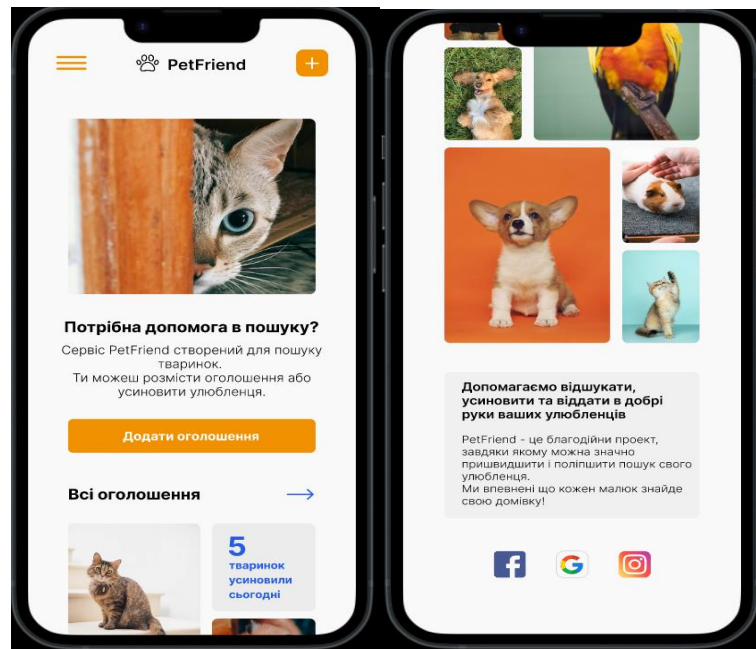 PetFriend
Потрібна допомога в пошуку?
Сервіс PetFriend створений для пошуку
тваринок.
Ти можеш розмісти оголошення або
усиновити улюбленця.
Додати оголошення
Всі оголошення
5
тваринок
усиновили
сьогодні
Допомагаємо відшукати,
усиновити та віддати в добрі
руки ваших улюбленців
PetFriend - це благодійни проект,
завдяки якому можна значно
пришвидшити і поліпшити пошук свого
улюбленця.
Ми впевнені що кожен малюк знайде
свою домівку!